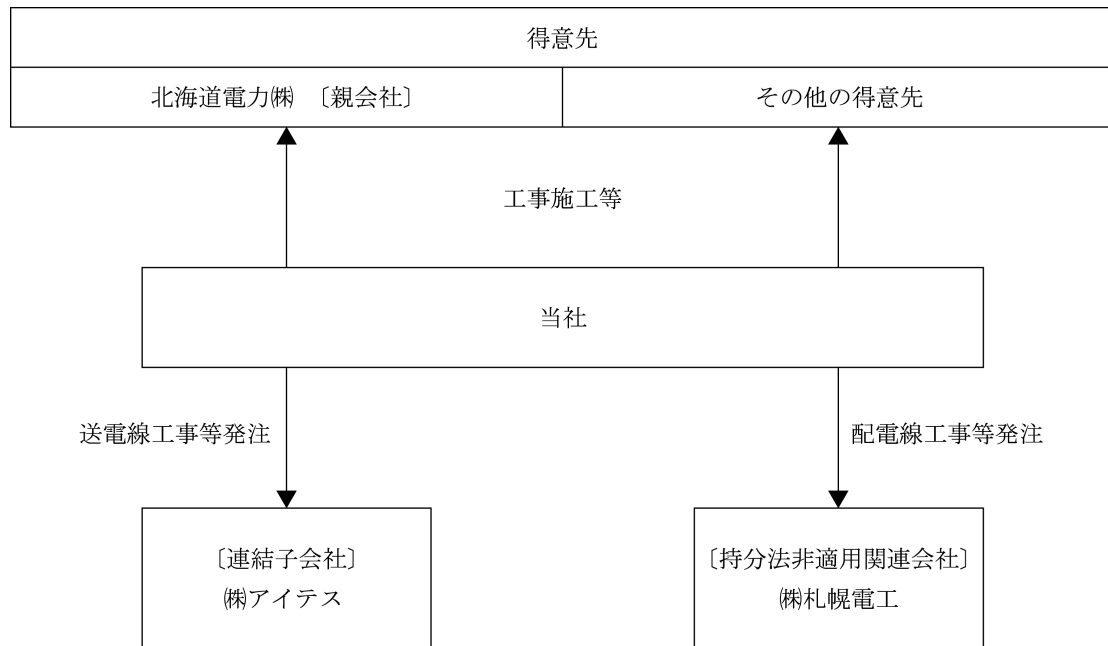 得意先
北海道電力㈱ 〔親会社〕
その他の得意先
工事施工等
当社
送電線工事等発注
配電線工事等発注
〔連結子会社〕
㈱アイテス
〔持分法非適用関連会社〕
㈱札幌電工